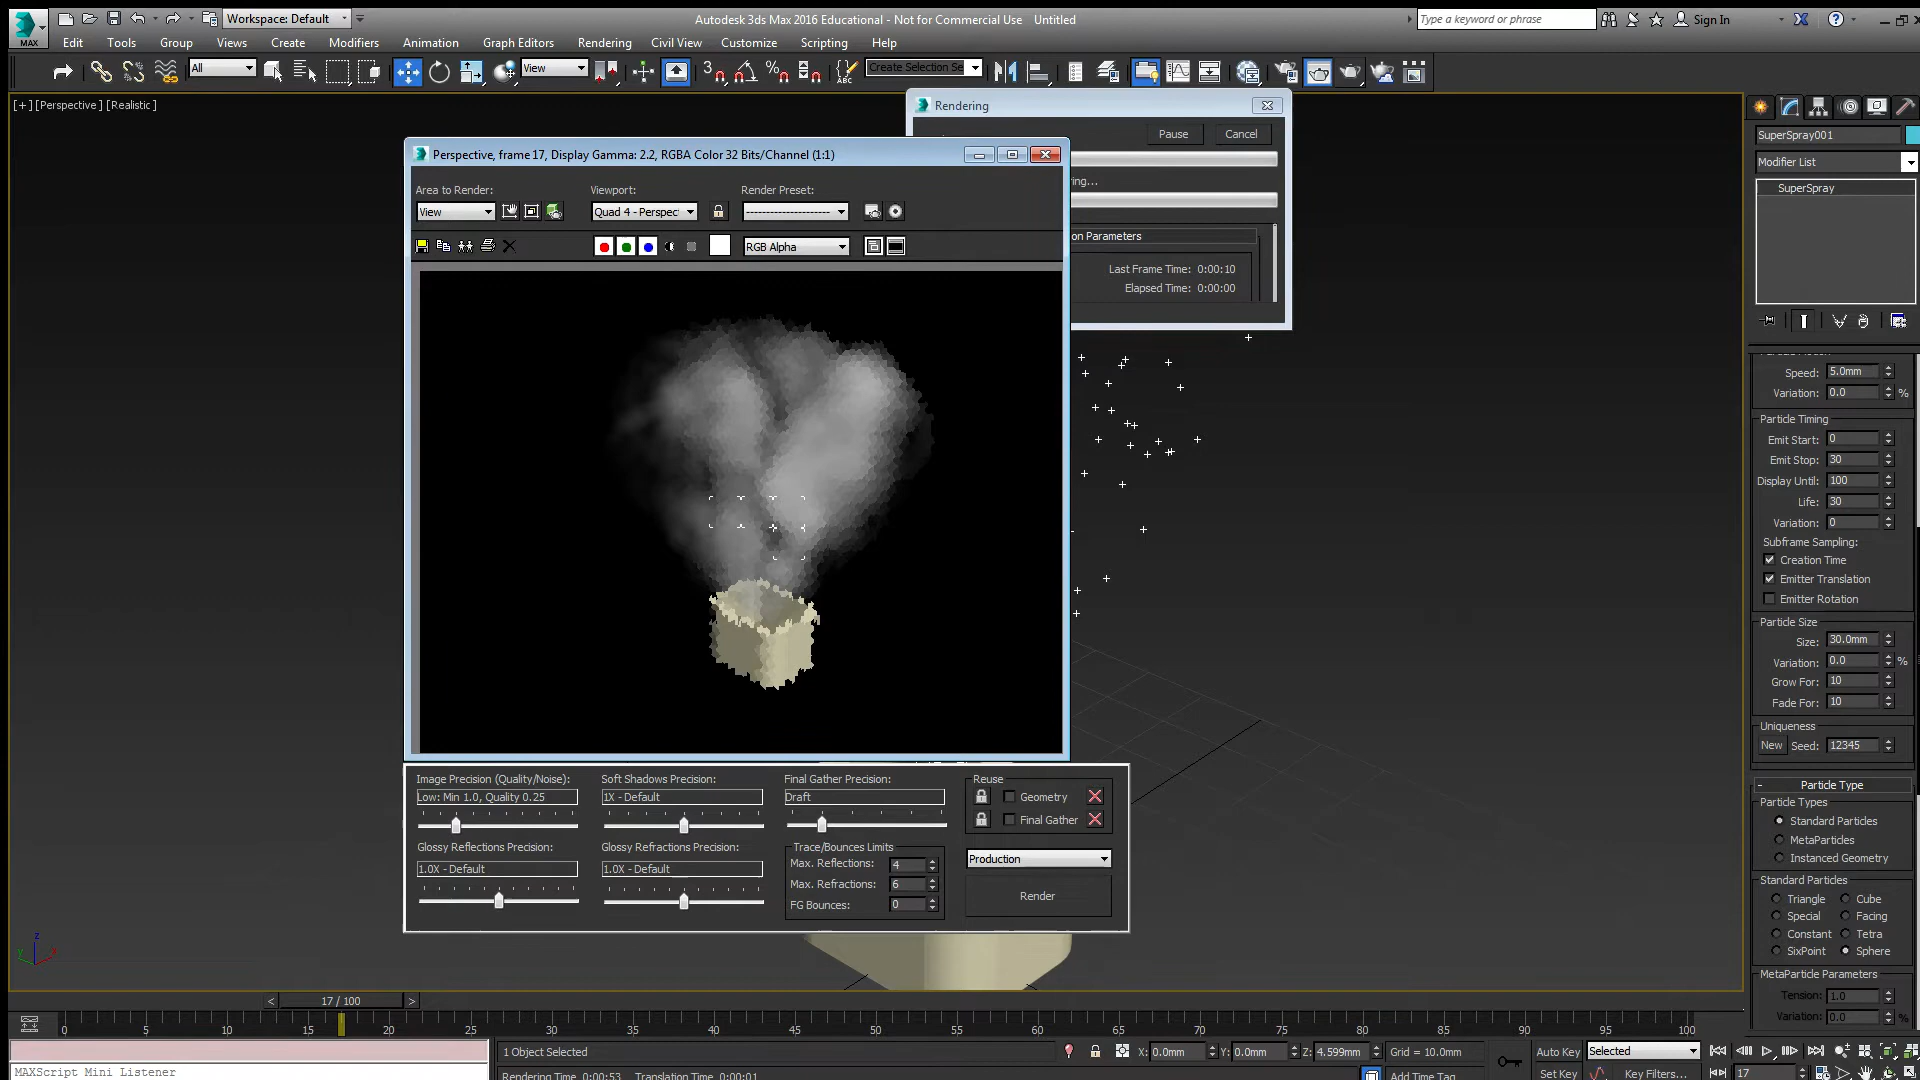 MAX
Workspace: Default
Autodesk 3ds Max 2016 Educational - Not for Commercial Use    Untitled
Type a keyword or phrase
Sign In
Edit    Tools    Group    Views    Create    Modifiers    Animation    Graph Editors    Rendering    Civil View    Customize    Scripting    Help
All
View
Create Selection Se
[+] [Perspective ] [Realistic ]
Rendering
Pause
Cancel
ring...
on Parameters
Last Frame Time: 0:00:10
Elapsed Time: 0:00:00
Perspective, frame 17, Display Gamma: 2.2, RGBA Color 32 Bits/Channel (1:1)
Area to Render:
View
Viewport:
Quad 4 - Perspec
Render Preset:
RGB Alpha
Image Precision (Quality/Noise):
Low: Min 1.0, Quality 0.25
Soft Shadows Precision:
1X - Default
Final Gather Precision:
Draft
Reuse
Geometry
Final Gather
Glossy Reflections Precision:
1.0X - Default
Glossy Refractions Precision:
1.0X - Default
Trace/Bounces Limits
Max. Reflections: 4
Max. Refractions: 6
FG Bounces: 0
Production
Render
SuperSpray001
Modifier List
SuperSpray
Speed: 5.0mm
Variation: 0.0 %
Particle Timing
Emit Start: 0
Emit Stop: 30
Display Until: 100
Life: 30
Variation: 0
Subframe Sampling:
Creation Time
Emitter Translation
Emitter Rotation
Particle Size
Size: 30.0mm
Variation: 0.0 %
Grow For: 10
Fade For: 10
Uniqueness
New Seed: 12345
- Particle Type
Particle Types
Standard Particles
MetaParticles
Instanced Geometry
Standard Particles
Triangle    Cube
Special    Facing
Constant    Tetra
SixPoint    Sphere
MetaParticle Parameters
Tension: 1.0
Variation: 0.0 %
z
y x
< 17 / 100 >
0 5 10 15 20 25 30 35 40 45 50 55 60 65 70 75 80 85 90 95 100
1 Object Selected
X: 0.0mm Y: 0.0mm Z: 4.599mm
Grid = 10.0mm
Auto Key
Selected
MAXScript Mini Listener
Rendering Time 0:00:53    Translation Time 0:00:01
Add Time Tag
Set Key
Key Filters...
17